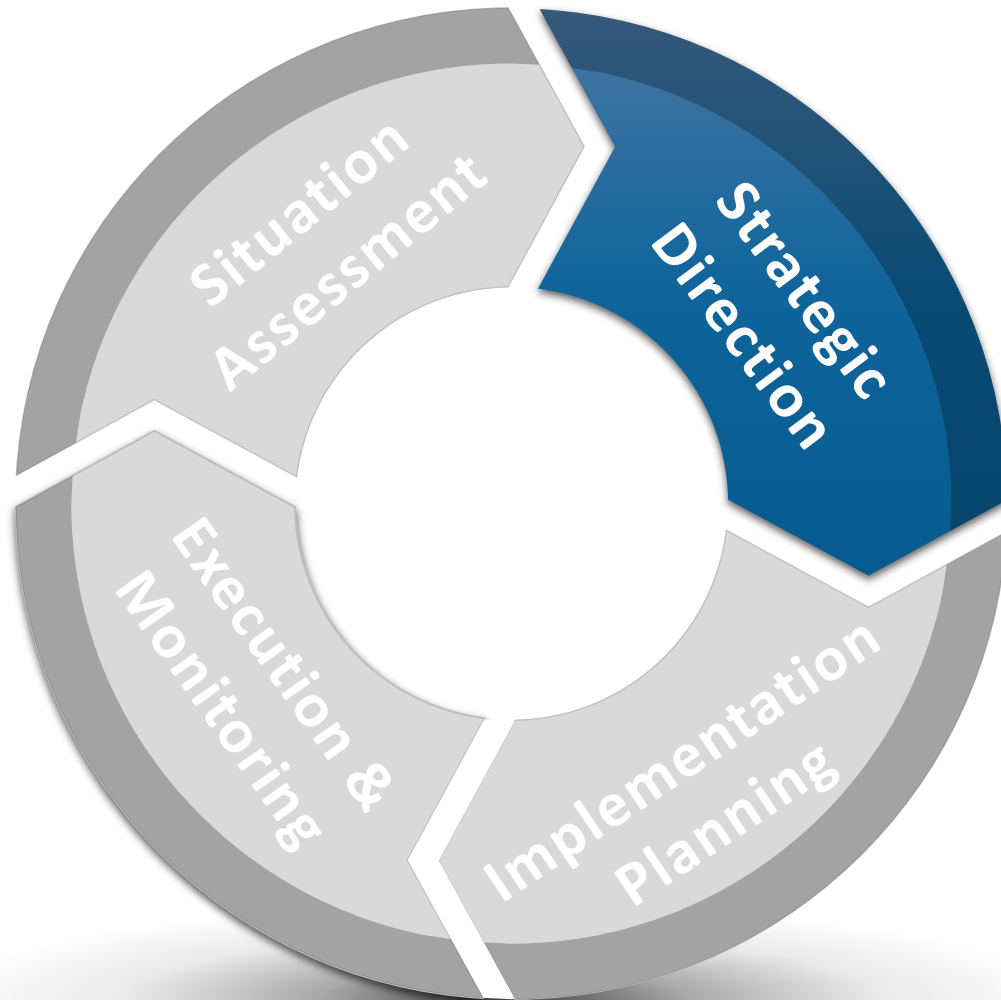 Situation
Assessment
Strategic
Direction
Implementation
Planning
Execution &
Monitoring